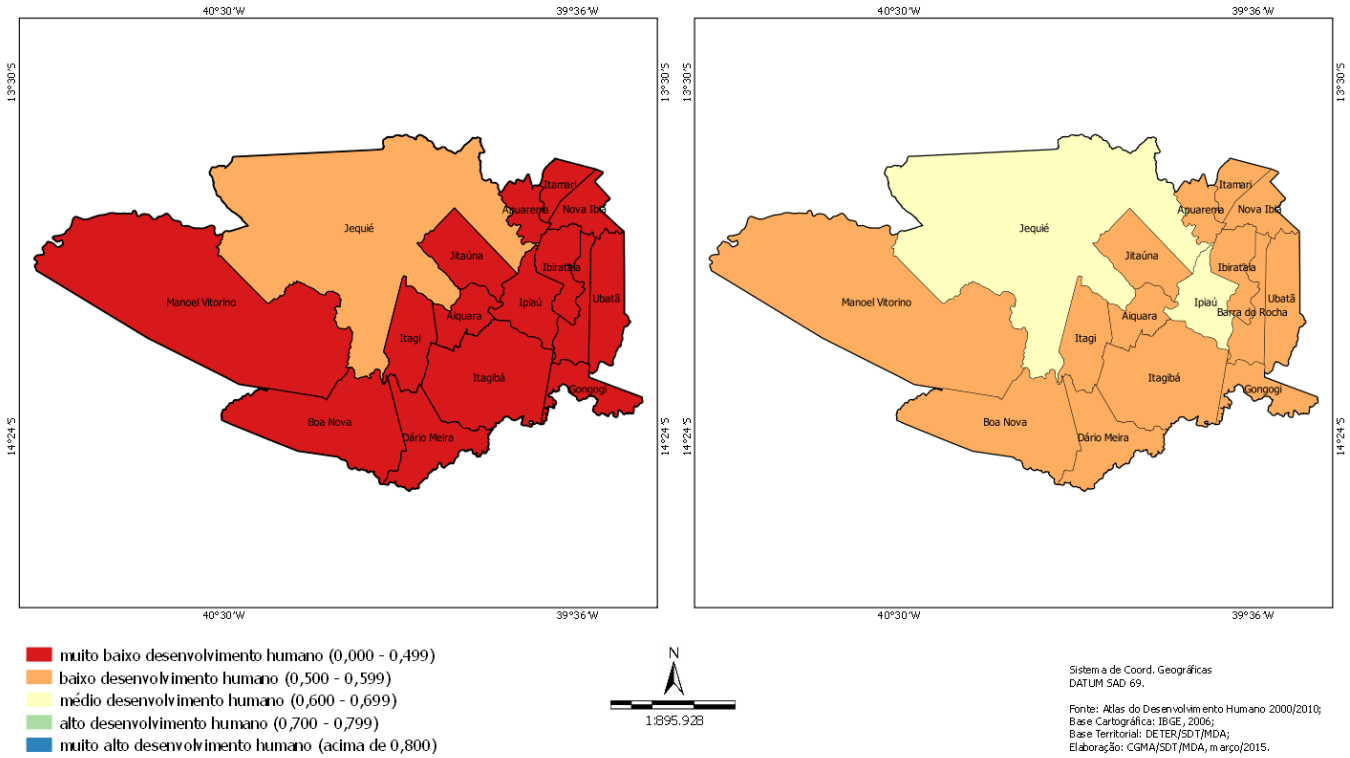 40°30'W
39°36'W
40°30'W
39°36'W
13°30'S
13°30'S
13°30'S
Itamari
Apuarema
Nova Ibiá
Jequié
Jitaúna
Ibirataia
Manoel Vitorino
Ipiaú
Ubatã
Aiquara
Itagi
Itagibá
Gongogi
Boa Nova
Dário Meira
Itamari
Apuarema
Nova Ibiá
Jequié
Jitaúna
Ibirataia
Manoel Vitorino
Ipiaú
Ubatã
Barra do Rocha
Aiquara
Itagi
Itagibá
Gongogi
Boa Nova
Dário Meira
14°24'S
14°24'S
14°24'S
40°30'W
39°36'W
40°30'W
39°36'W
muito baixo desenvolvimento humano (0,000 - 0,499)
baixo desenvolvimento humano (0,500 - 0,599)
médio desenvolvimento humano (0,600 - 0,699)
alto desenvolvimento humano (0,700 - 0,799)
muito alto desenvolvimento humano (acima de 0,800)
N
1:895.928
Sistema de Coord. Geográficas
DATUM SAD 69.
Fonte: Atlas do Desenvolvimento Humano 2000/2010;
Base Cartográfica: IBGE, 2006;
Base Territorial: DETER/SDT/MDA;
Elaboração: CGMA/SDT/MDA, março/2015.